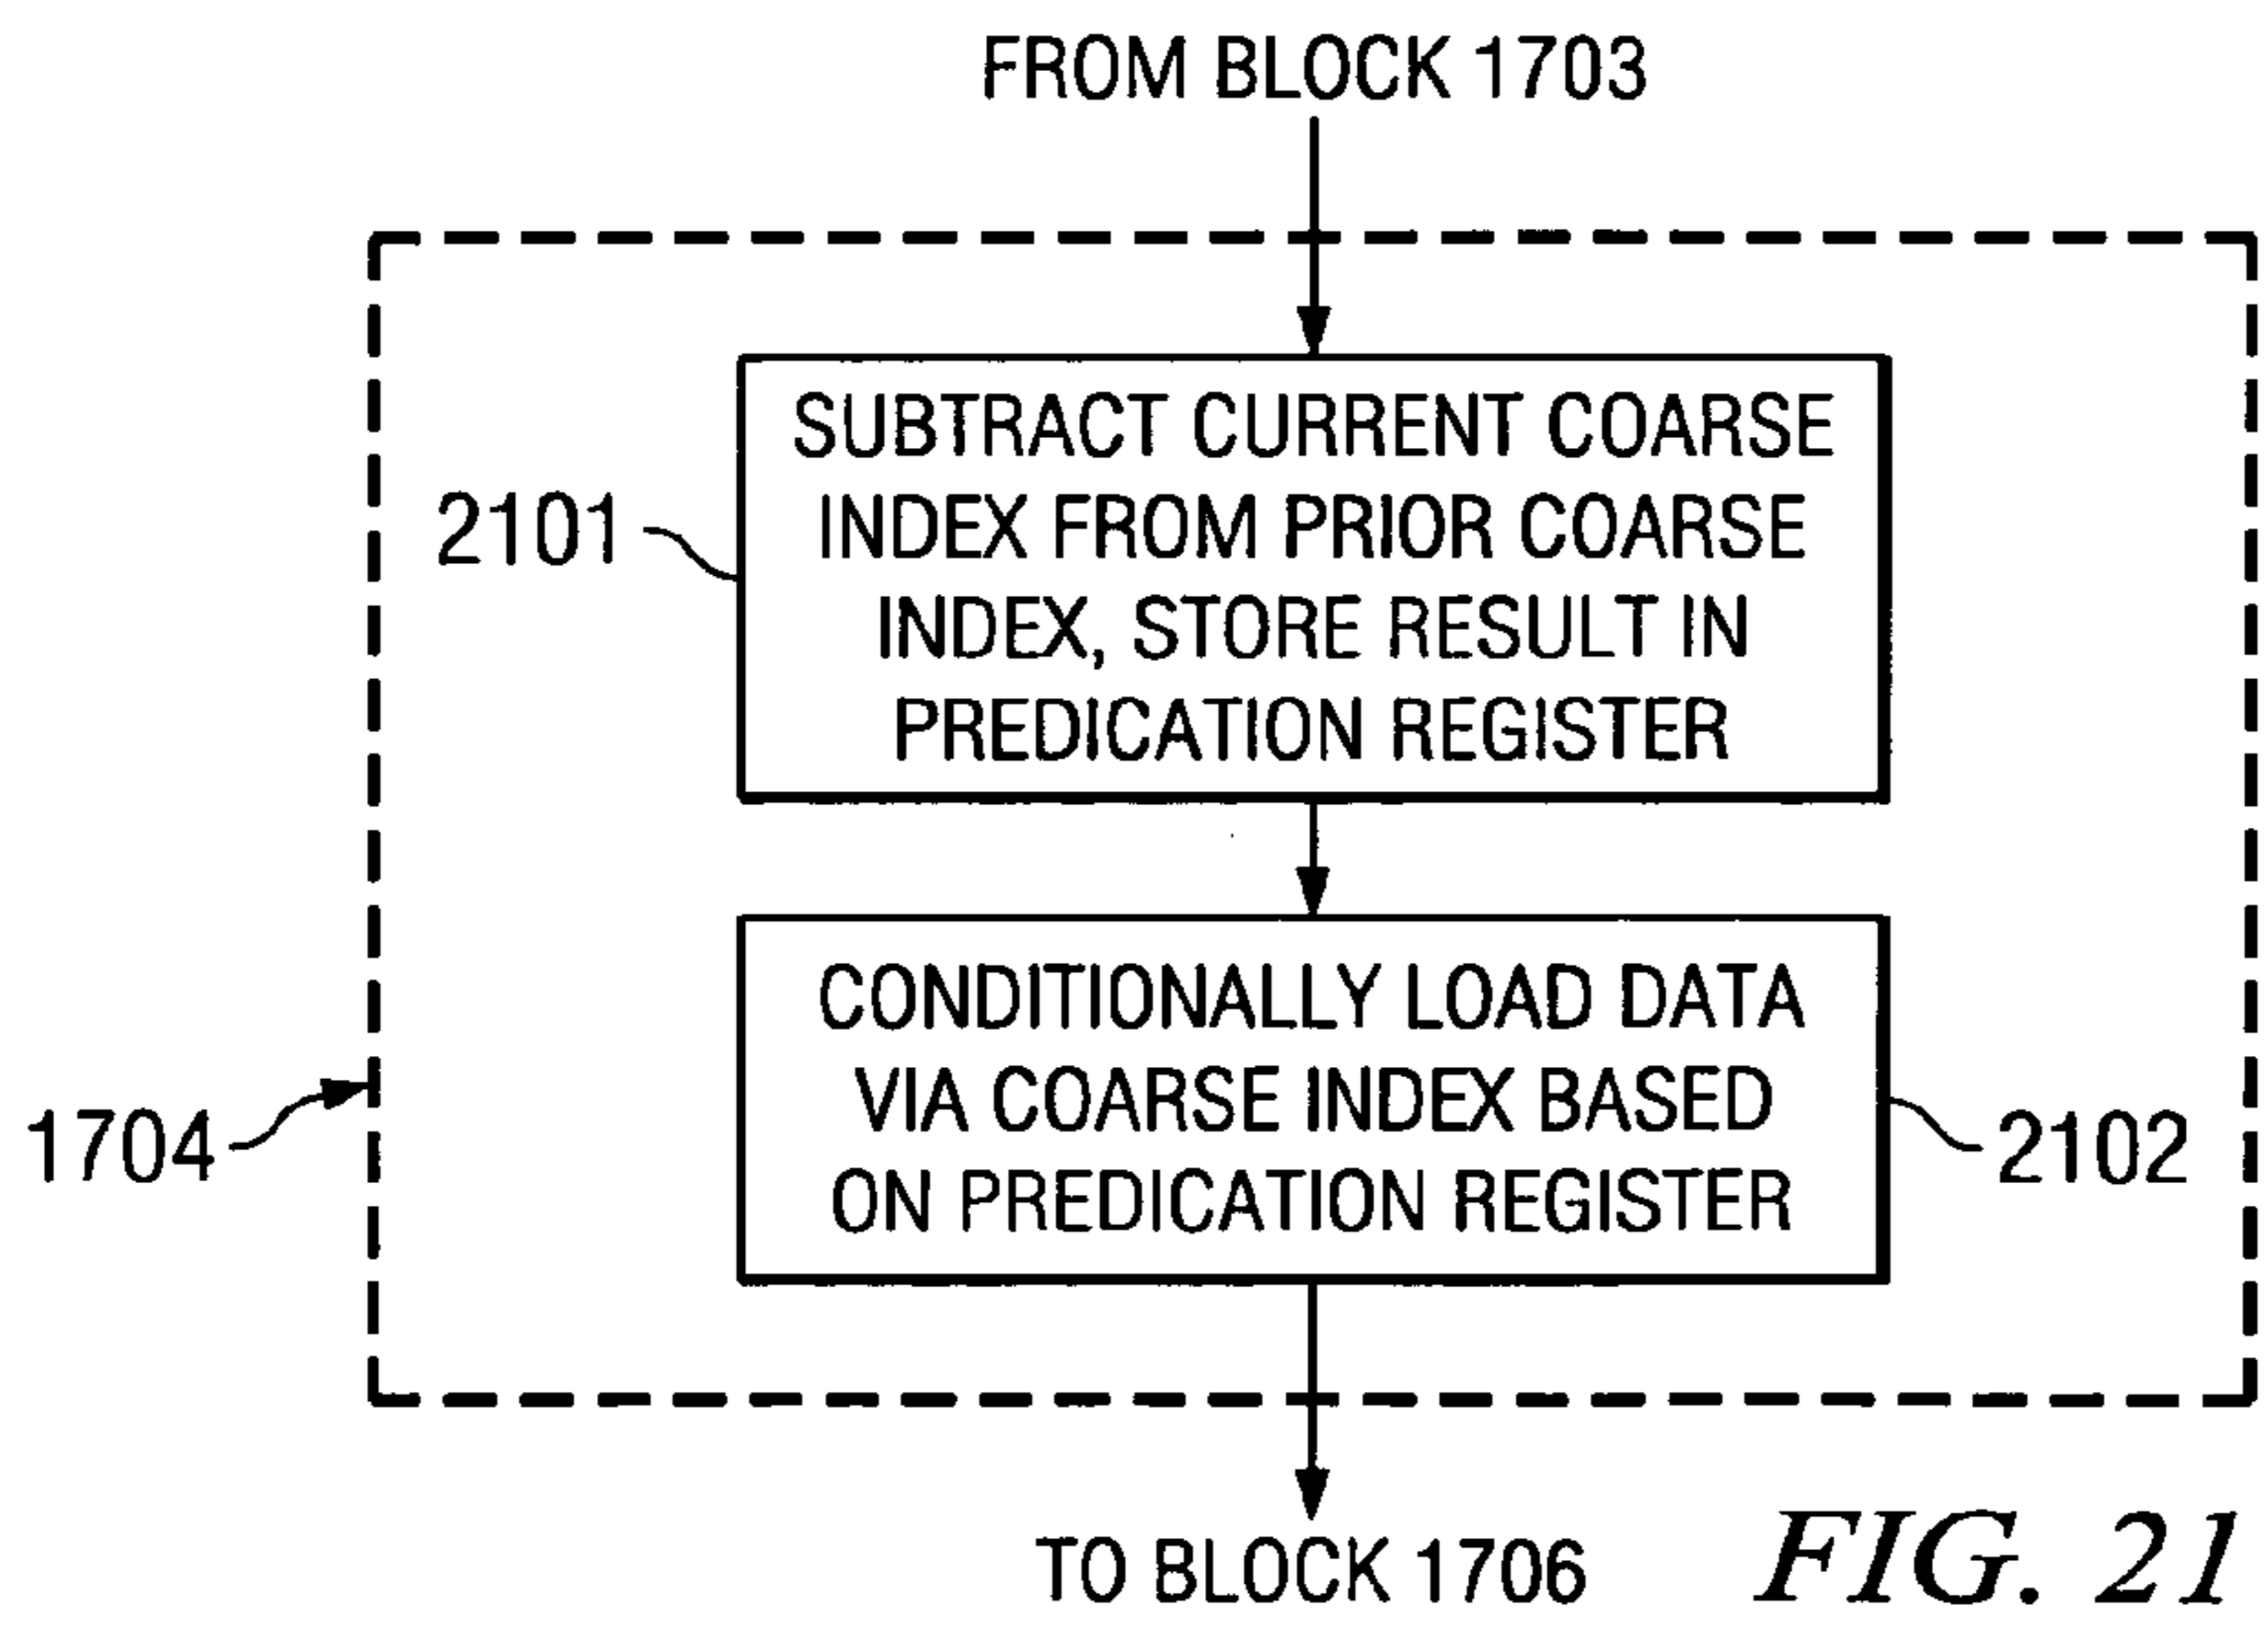 FROM BLOCK 1703
SUBTRACT CURRENT COARSE
INDEX FROM PRIOR COARSE
INDEX, STORE RESULT IN
PREDICATION REGISTER
2101
CONDITIONALLY LOAD DATA
VIA COARSE INDEX BASED
ON PREDICATION REGISTER
1704
2102
TO BLOCK 1706
FIG. 21